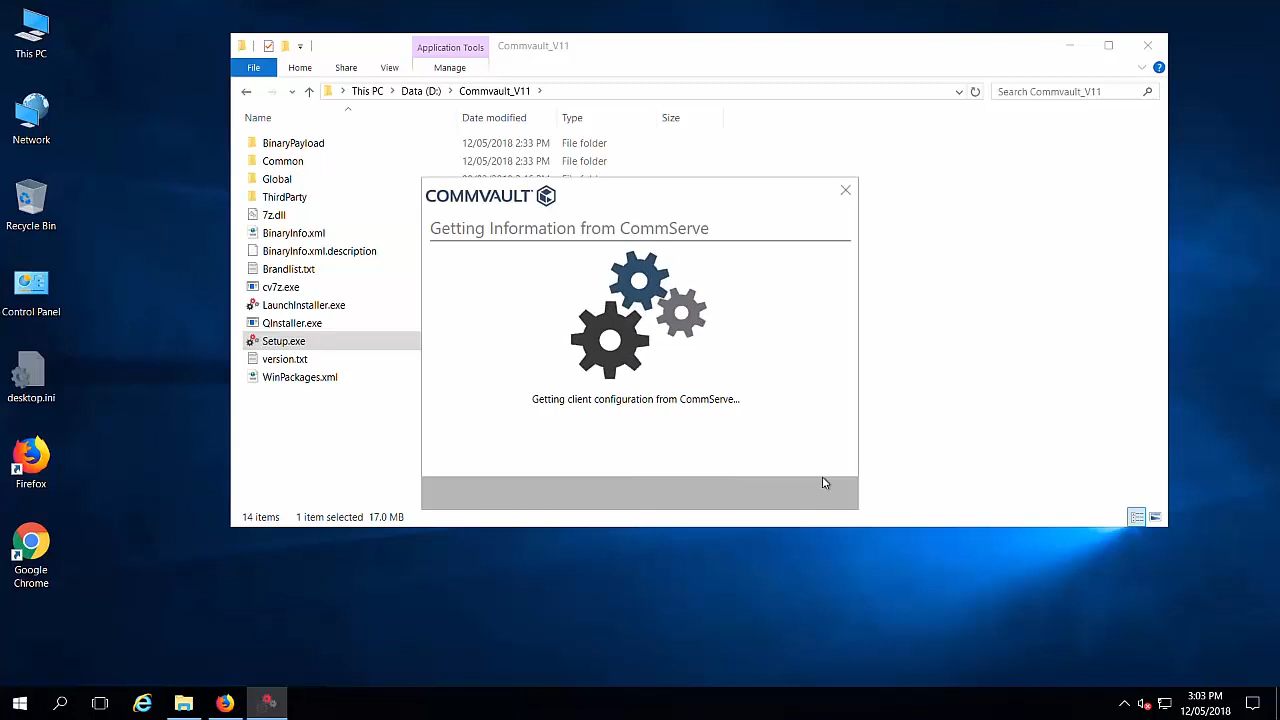 This PC
Network
Recycle Bin
Control Panel
desktop.ini
Firefox
Google
Chrome
Application Tools
Commvault_V11
File
Home
Share
View
Manage
This PC
Data (D:)
Commvault_V11
Search Commvault_V11
Name
Date modified
Type
Size
BinaryPayload 12/05/2018 2:33 PM File folder
Common 12/05/2018 2:33 PM File folder
Global
ThirdParty
7z.dll
BinaryInfo.xml
BinaryInfo.xml.description
Brandlist.txt
cv7z.exe
LaunchInstaller.exe
QInstaller.exe
Setup.exe
version.txt
WinPackages.xml
COMMVAULT
Getting Information from CommServe
Getting client configuration from CommServe...
14 items 1 item selected 17.0 MB
3:03 PM
12/05/2018